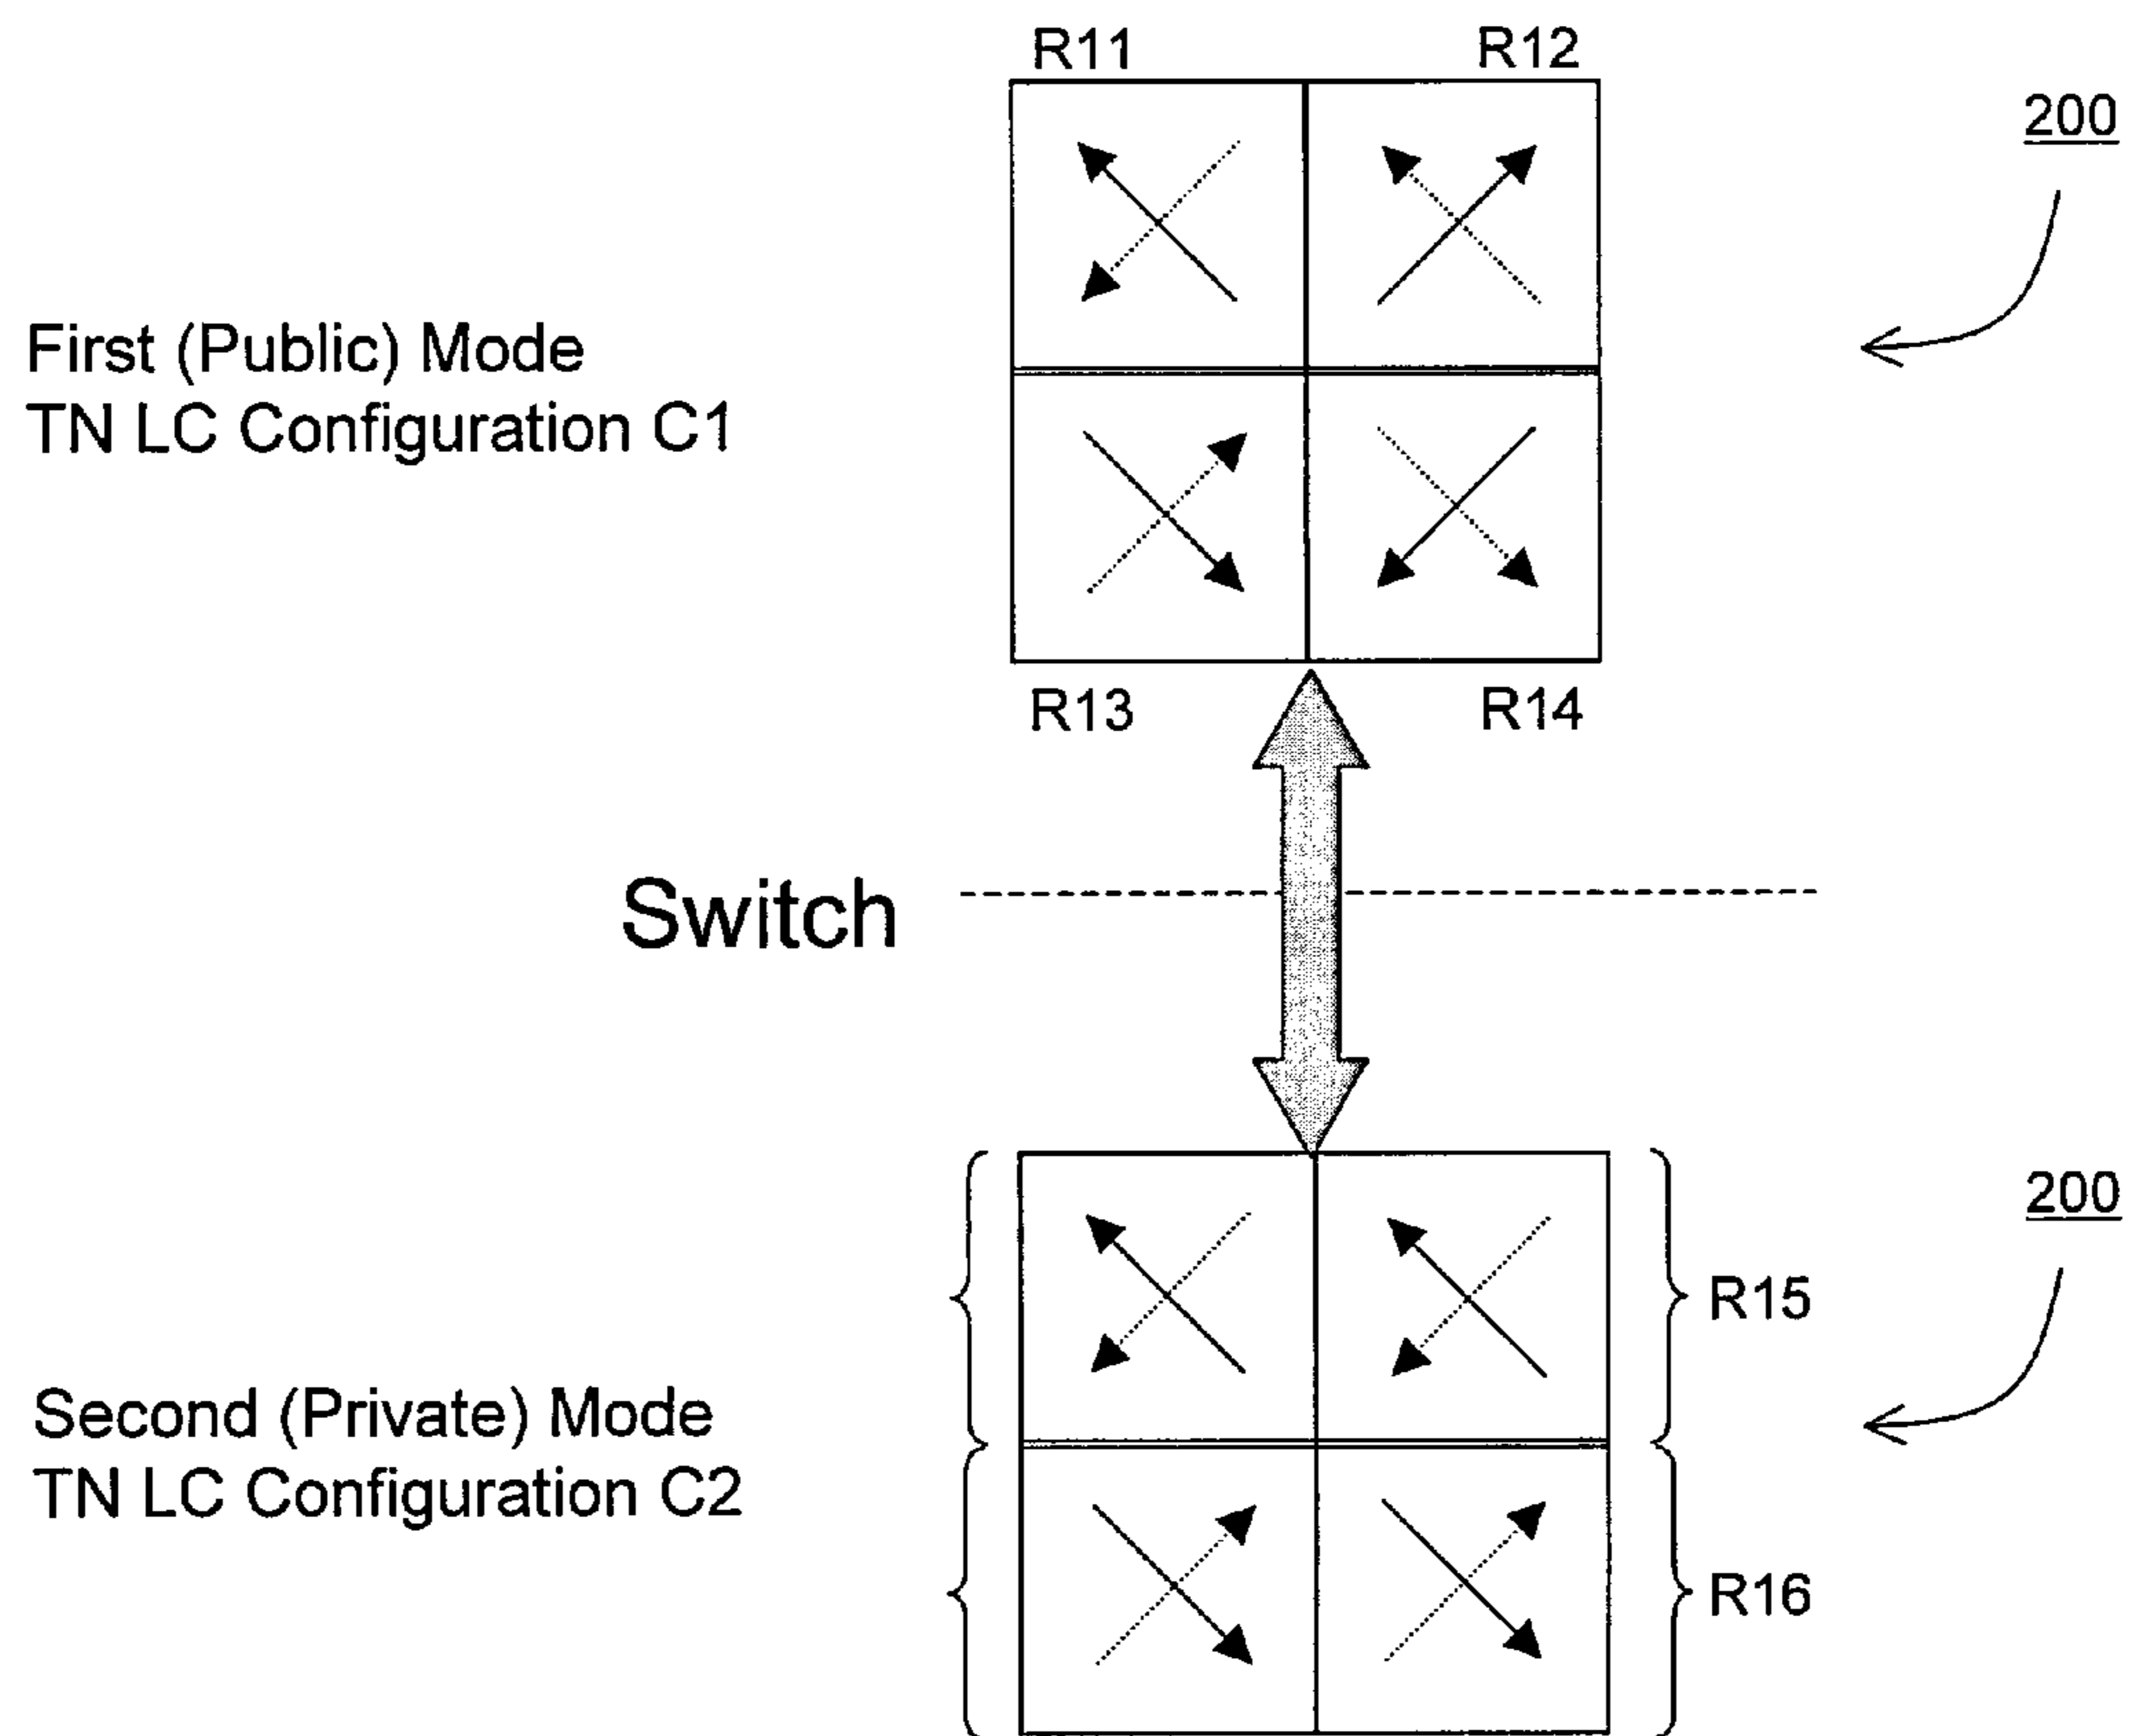 R11 R12
200
First (Public) Mode
TN LC Configuration C1
R13 R14
Switch
200
R15
Second (Private) Mode
TN LC Configuration C2
R16